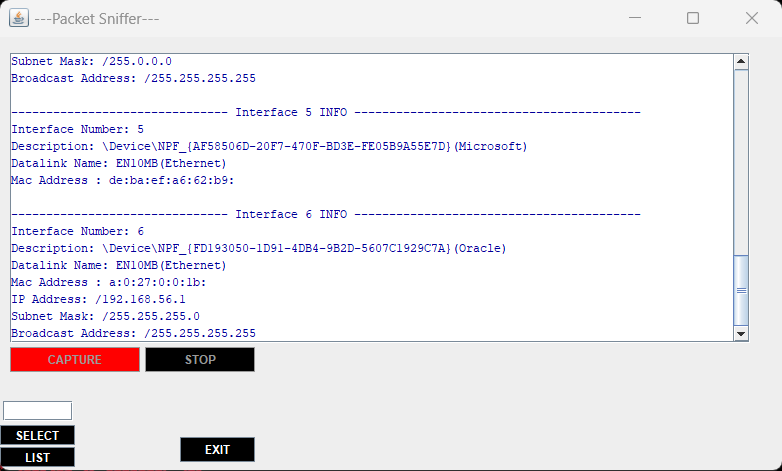 ---Packet Sniffer---
Subnet Mask: /255.0.0.0
Broadcast Address: /255.255.255.255
------------------------------- Interface 5 INFO -----------------------------------------
Interface Number: 5
Description: \Device\NPF_{AF58506D-20F7-470F-BD3E-FE05B9A55E7D}(Microsoft)
Datalink Name: EN10MB(Ethernet)
Mac Address : de:ba:ef:a6:62:b9:
------------------------------- Interface 6 INFO -----------------------------------------
Interface Number: 6
Description: \Device\NPF_{FD193050-1D91-4DB4-9B2D-5607C1929C7A}(Oracle)
Datalink Name: EN10MB(Ethernet)
Mac Address : a:0:27:0:0:1b:
IP Address: /192.168.56.1
Subnet Mask: /255.255.255.0
Broadcast Address: /255.255.255.255
CAPTURE STOP
SELECT
LIST EXIT